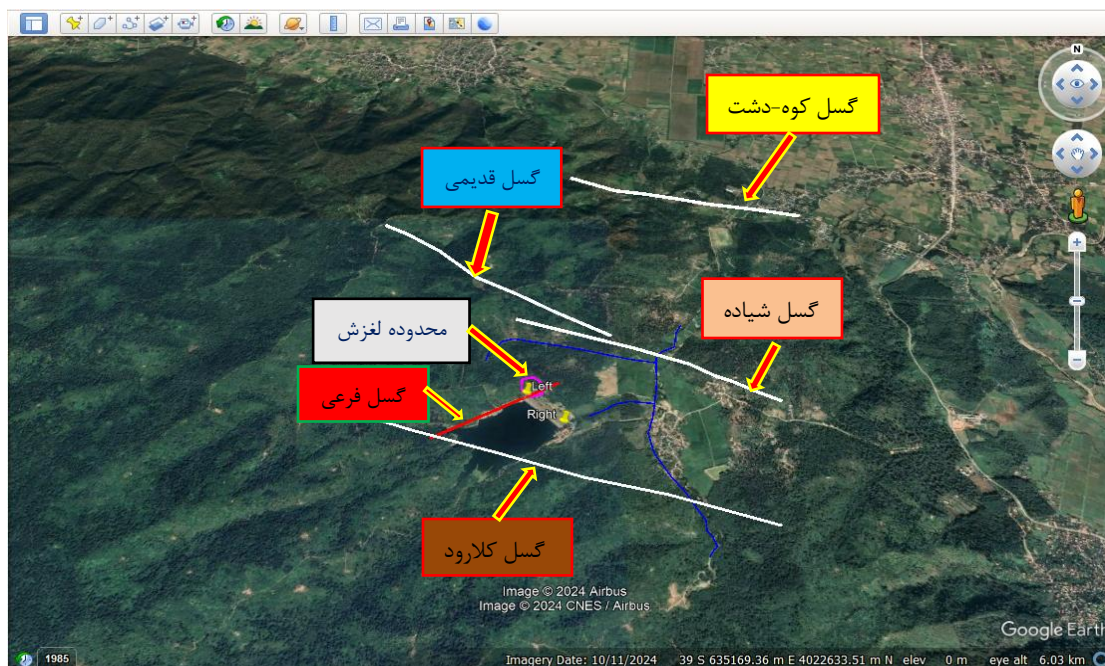 N
گسل کوه-دشت
گسل قدیمی
گسل شیاده
محدوده لغزش
Left
گسل فرعی
Right
گسل کلارود
Image © 2024 Airbus
Image © 2024 CNES / Airbus
Google Earth
1985
Imagery Date: 10/11/2024 39 S 635169.36 m E 4022633.51 m N elev 0 m eye alt 6.03 km